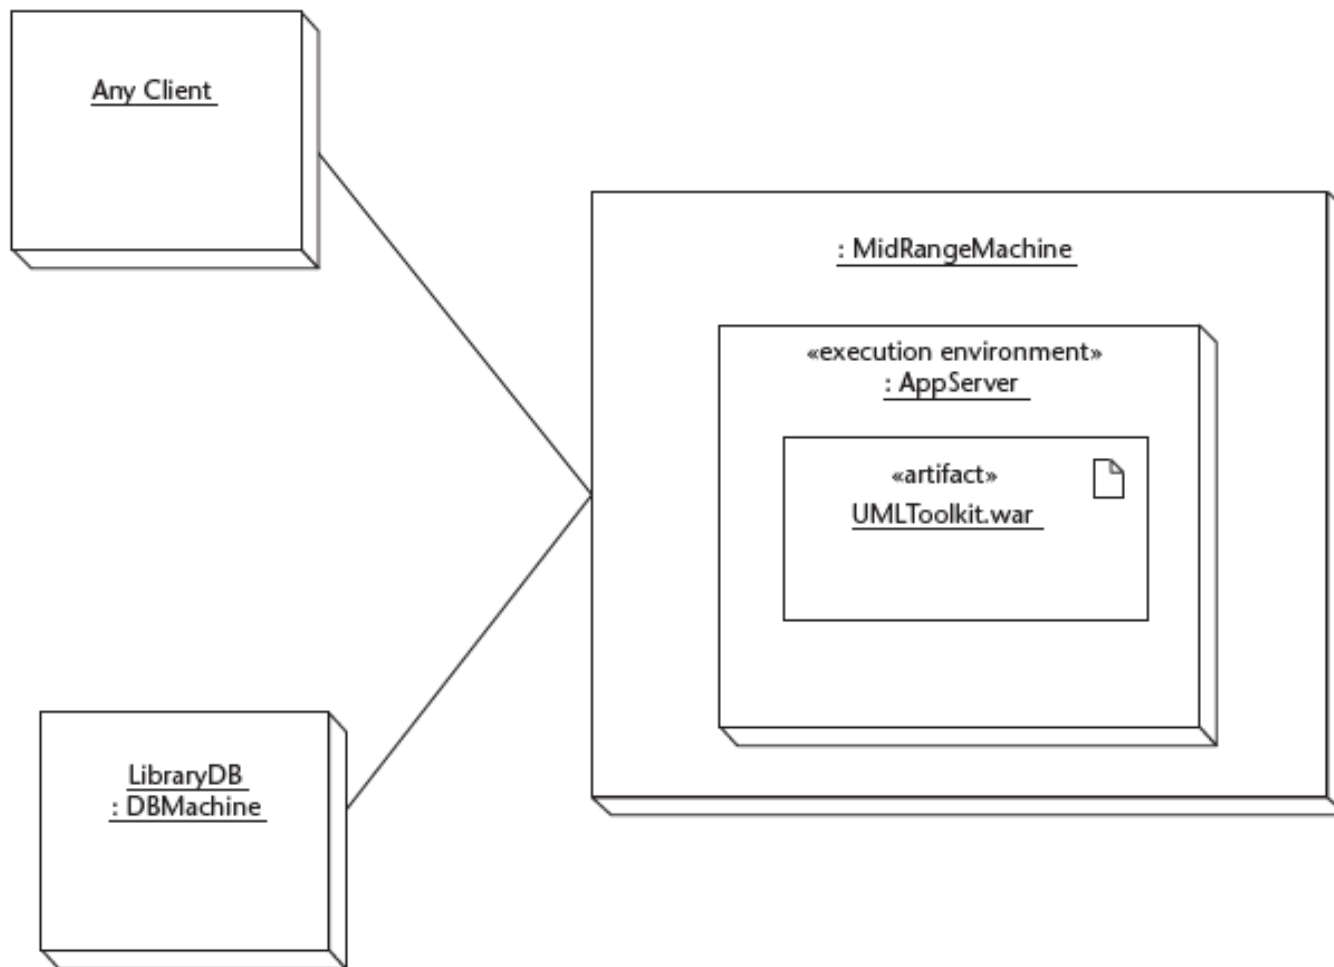 Any Client
: MidRangeMachine
«execution environment»
: AppServer
«artifact»
UMLToolkit.war
LibraryDB
: DBMachine